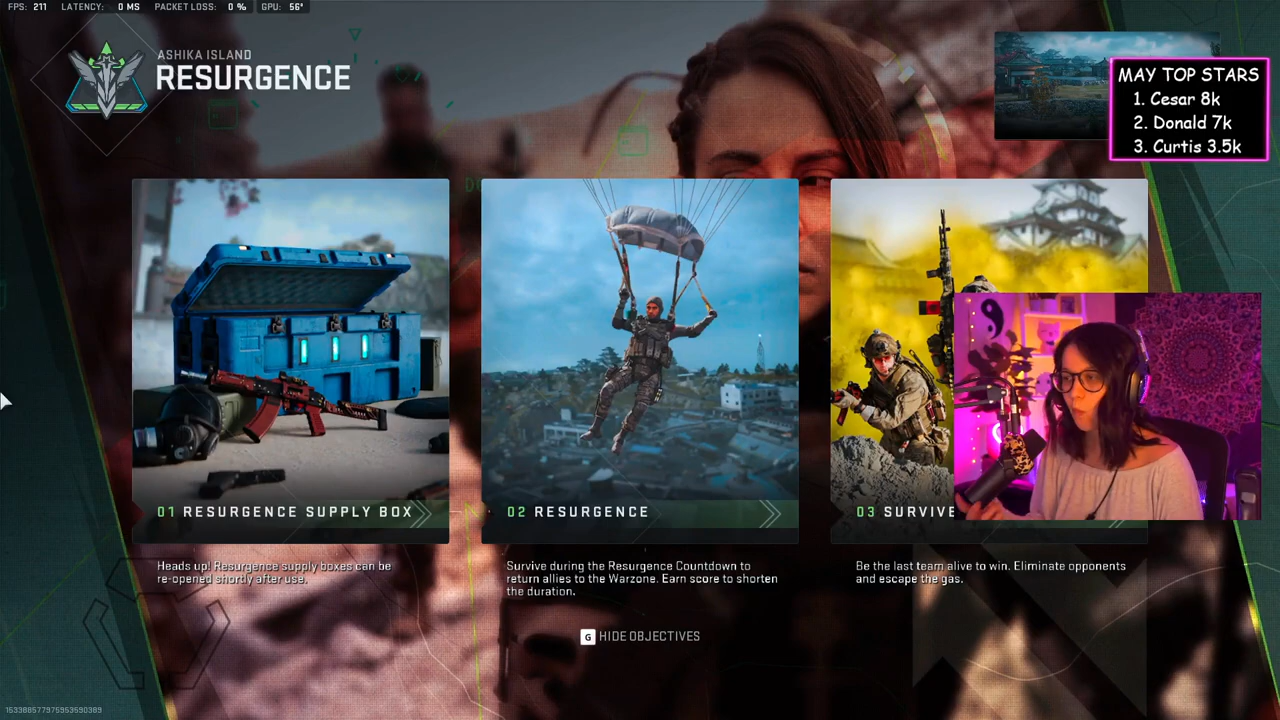 FPS: 211 LATENCY: 0 MS PACKET LOSS: 0 % GPU: 56°
ASHIKA ISLAND
RESURGENCE
MAY TOP STARS
1. Cesar 8k
2. Donald 7k
3. Curtis 3.5k
01 RESURGENCE SUPPLY BOX
02 RESURGENCE
03 SURVIVE
Heads up! Resurgence supply boxes can be
re-opened shortly after use.
Survive during the Resurgence Countdown to
return allies to the Warzone. Earn score to shorten
the duration.
Be the last team alive to win. Eliminate opponents
and escape the gas.
G HIDE OBJECTIVES